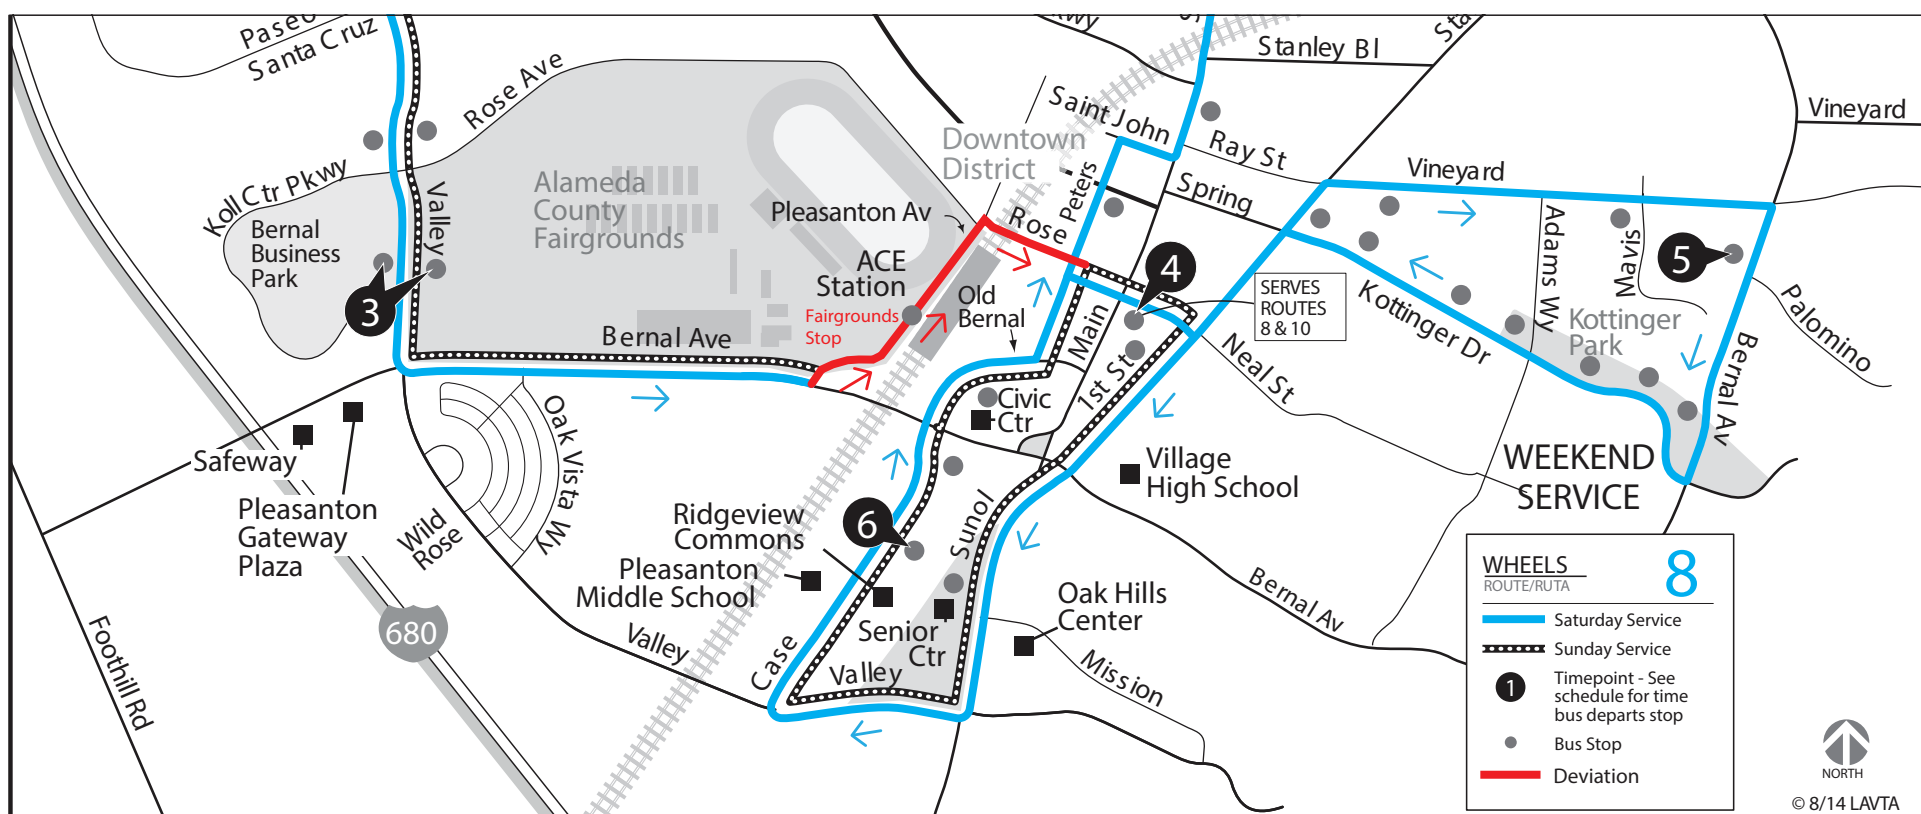 Paseo
Santa Cruz
Rose Ave
Koll Ctr Pkwy
Bernal
Business
Park
Valley
3
Alameda
County
Fairgrounds
Bernal Ave
Pleasanton Av
ACE
Station
Fairgrounds
Stop
Downtown
District
Rose
Peters
Saint John
kwy
Stanley Bl
Sta
Ray St
Spring
Vineyard
Vineyard
Old
Bernal
Main
1st St
4
SERVES
ROUTES
8 & 10
Neal St
Kottinger Dr
Adams Wy
Mavis
5
Kottinger
Park
Palomino
Bernal Av
Civic
Ctr
Village
High School
WEEKEND
SERVICE
Safeway
Pleasanton
Gateway
Plaza
Wild
Rose
Oak Vista Wy
Ridgeview
Commons
6
Sunol
Pleasanton
Middle School
Senior
Ctr
Oak Hills
Center
Bernal Av
Mission
Valley
Case
Valley
680
Foothill Rd
WHEELS
ROUTE/RUTA
8
Saturday Service
Sunday Service
1
Timepoint - See
schedule for time
bus departs stop
Bus Stop
Deviation
NORTH
© 8/14 LAVTA